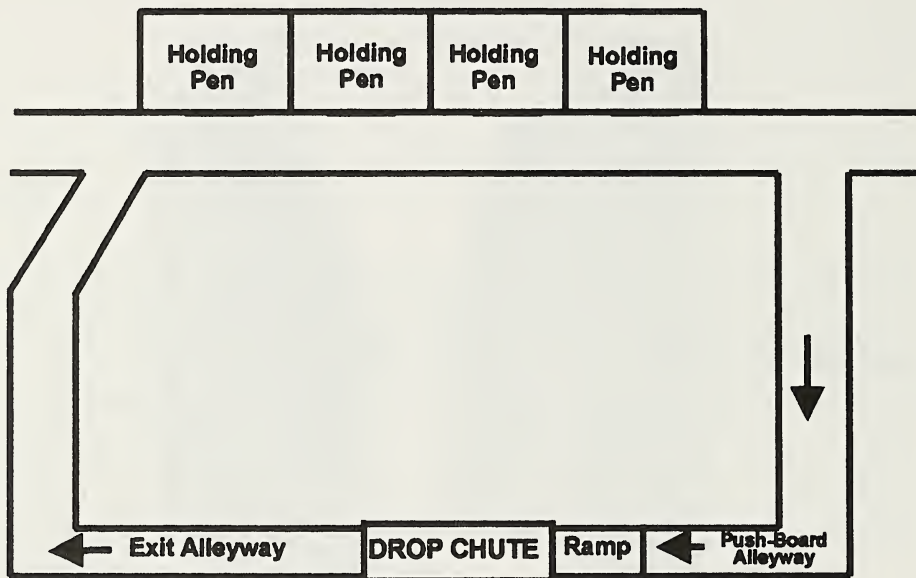 Holding Pen
Holding Pen
Holding Pen
Holding Pen
Exit Alleyway
DROP CHUTE
Ramp
Push-Board
Alleyway